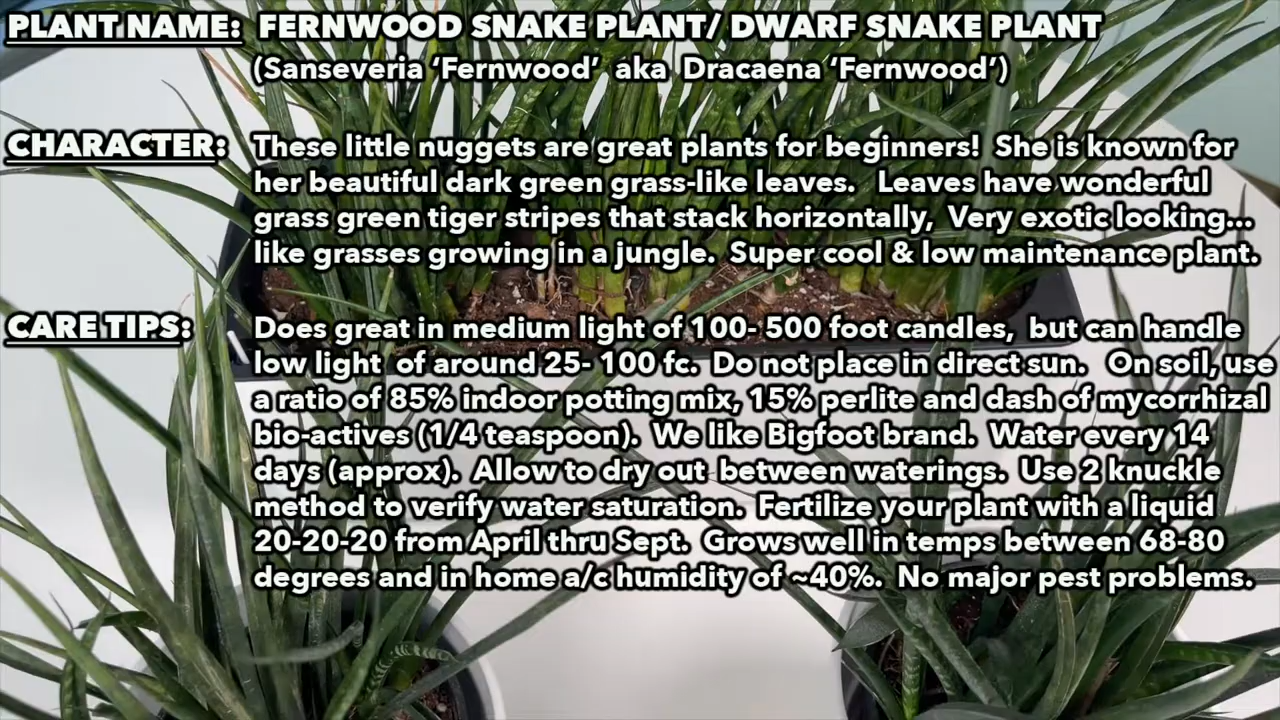 PLANT NAME: FERNWOOD SNAKE PLANT/ DWARF SNAKE PLANT
(Sanseveria ‘Fernwood’ aka Dracaena ‘Fernwood’)
CHARACTER: These little nuggets are great plants for beginners! She is known for
her beautiful dark green grass-like leaves. Leaves have wonderful
grass green tiger stripes that stack horizontally, Very exotic looking...
like grasses growing in a jungle. Super cool & low maintenance plant.
CARE TIPS: Does great in medium light of 100- 500 foot candles, but can handle
low light of around 25- 100 fc. Do not place in direct sun. On soil, use
a ratio of 85% indoor potting mix, 15% perlite and dash of mycorrhizal
bio-actives (1/4 teaspoon). We like Bigfoot brand. Water every 14
days (approx). Allow to dry out between waterings. Use 2 knuckle
method to verify water saturation. Fertilize your plant with a liquid
20-20-20 from April thru Sept. Grows well in temps between 68-80
degrees and in home a/c humidity of ~40%. No major pest problems.